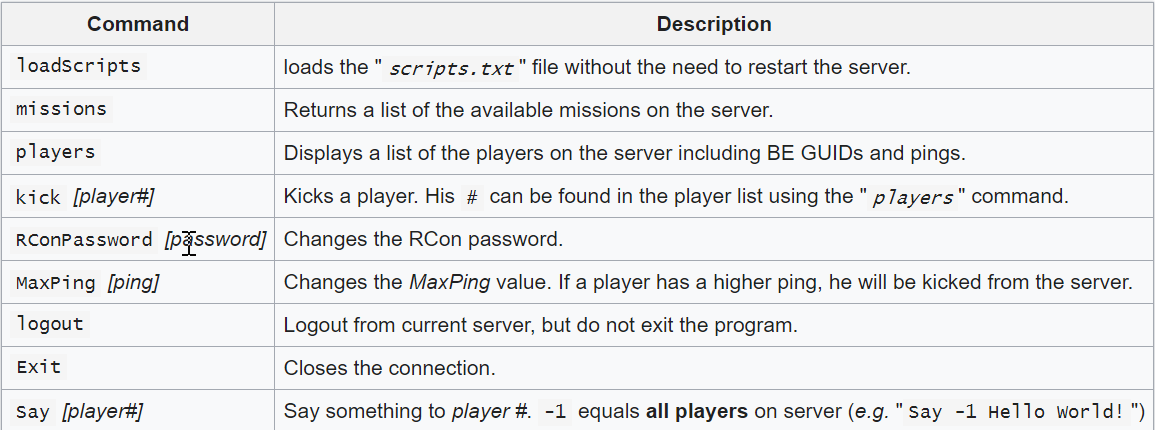 Command Description
loadScripts loads the "scripts.txt" file without the need to restart the server.
missions Returns a list of the available missions on the server.
players Displays a list of the players on the server including BE GUIDs and pings.
kick [player#] Kicks a player. His # can be found in the player list using the "players" command.
RConPassword [password] Changes the RCon password.
MaxPing [ping] Changes the MaxPing value. If a player has a higher ping, he will be kicked from the server.
logout Logout from current server, but do not exit the program.
Exit Closes the connection.
Say [player#] Say something to player #. -1 equals all players on server (e.g. "Say -1 Hello World!")